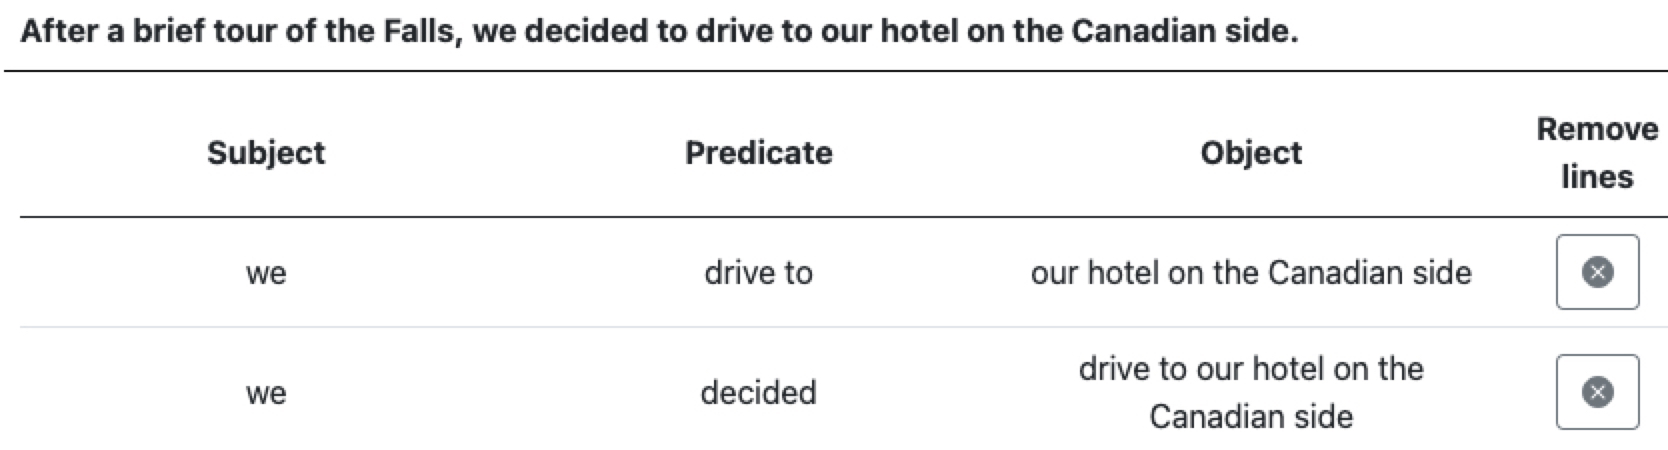 After a brief tour of the Falls, we decided to drive to our hotel on the Canadian side.
Subject Predicate Object Remove lines
we drive to our hotel on the Canadian side
we decided drive to our hotel on the
Canadian side